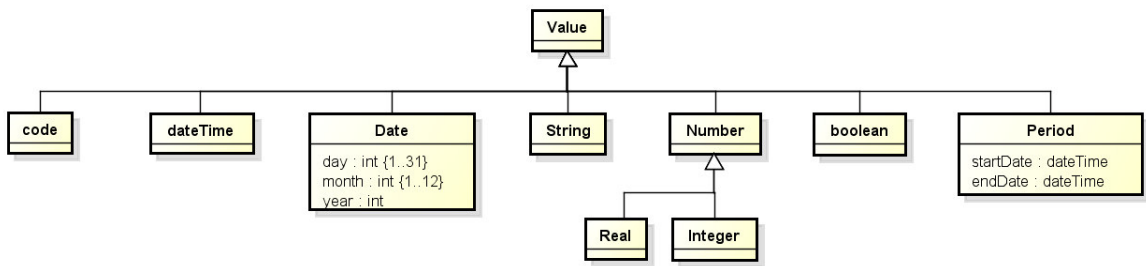 Value
code
dateTime
Date
day : int {1..31}
month : int {1..12}
year : int
String
Number
boolean
Period
startDate : dateTime
endDate : dateTime
Real
Integer